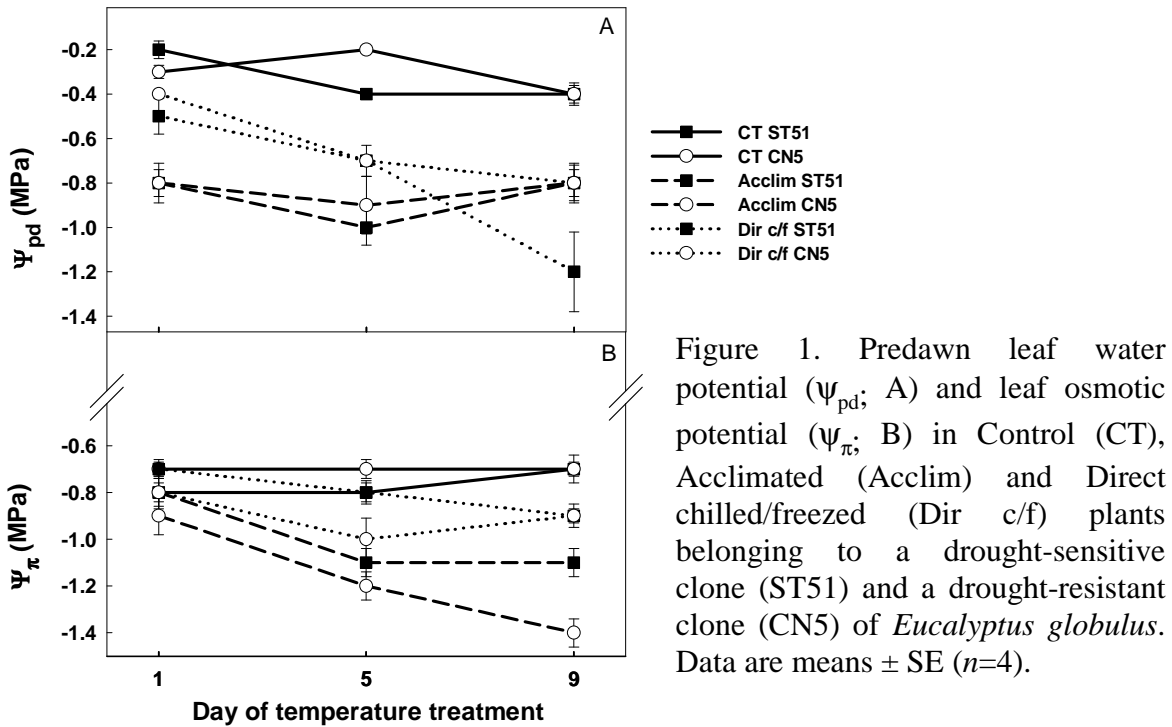 A
-0.2
-0.4
-0.6
-0.8
-1.0
-1.2
-1.4
Ψpd (MPa)
CT ST51
CT CN5
Acclim ST51
Acclim CN5
Dir c/f ST51
Dir c/f CN5
B
-0.6
-0.8
-1.0
-1.2
-1.4
Ψπ (MPa)
1 5 9
Day of temperature treatment
Figure 1. Predawn leaf water
potential (ψpd; A) and leaf osmotic
potential (ψπ; B) in Control (CT),
Acclimated (Acclim) and Direct
chilled/freezed (Dir c/f) plants
belonging to a drought-sensitive
clone (ST51) and a drought-resistant
clone (CN5) of Eucalyptus globulus.
Data are means ± SE (n=4).